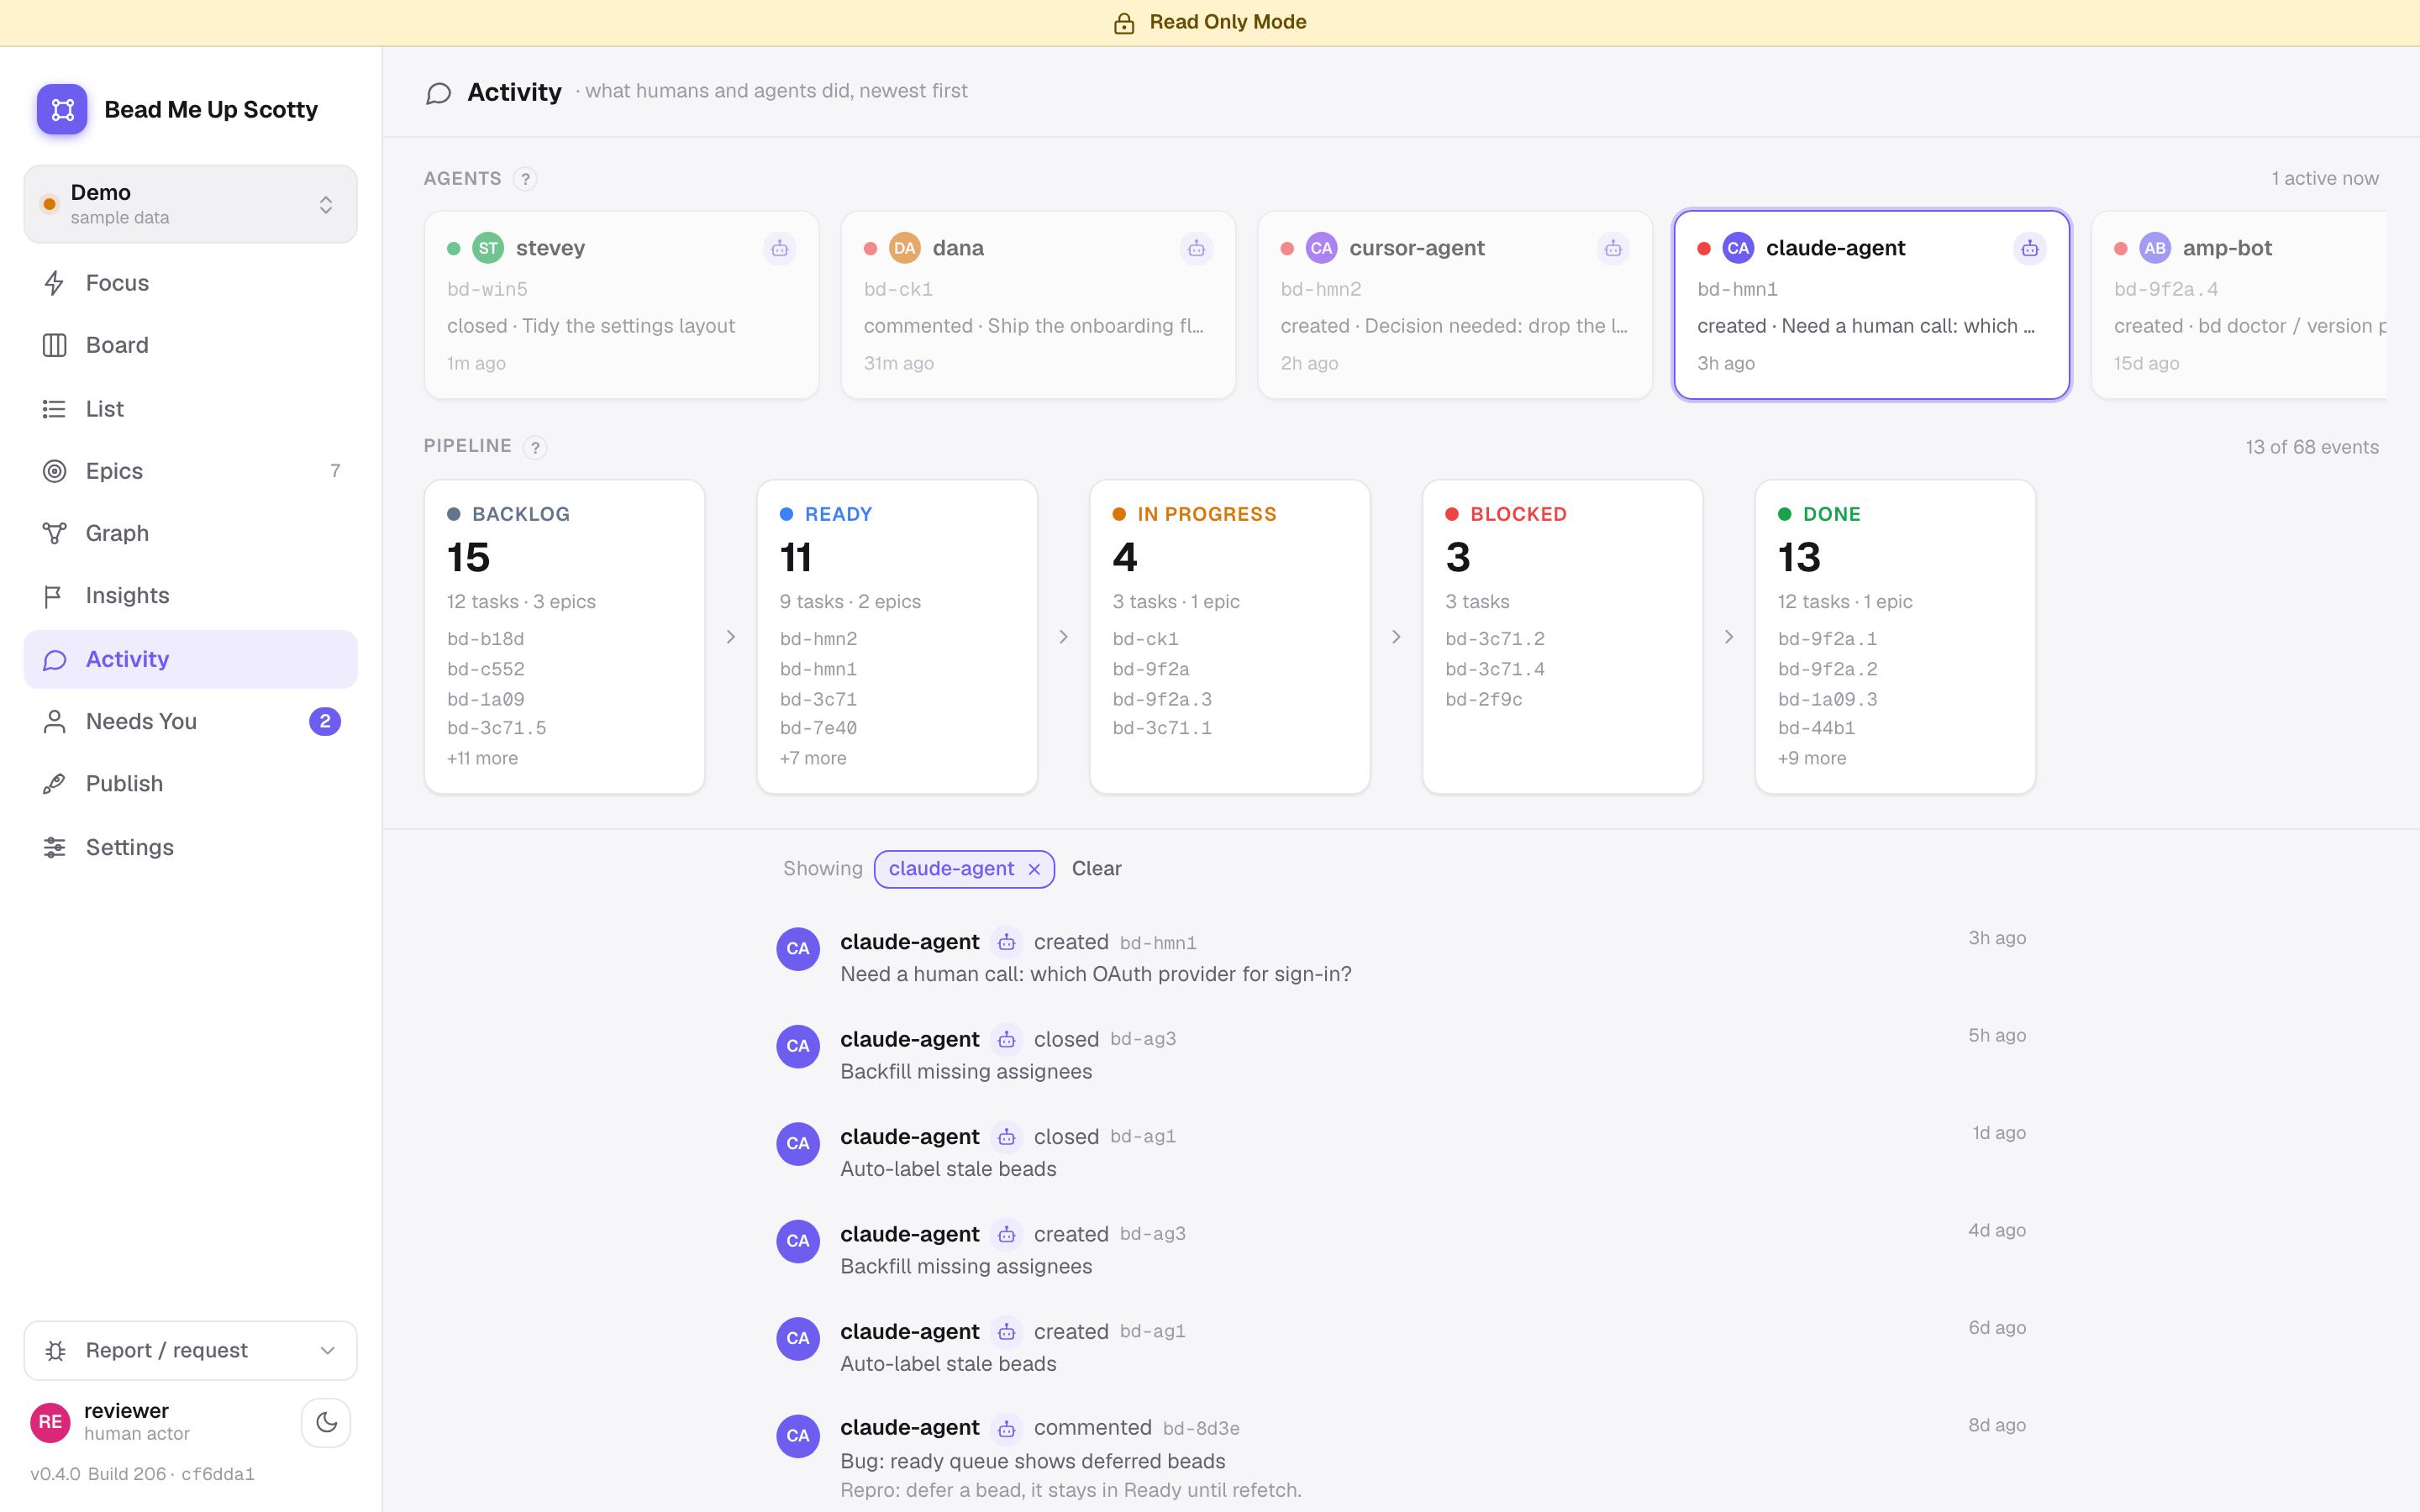 Read Only Mode
Bead Me Up Scotty
Demo
sample data
Focus
Board
List
Epics 7
Graph
Insights
Activity
Needs You 2
Publish
Settings
Report / request
RE reviewer
human actor
v0.4.0 Build 206 · cf6dda1
Activity · what humans and agents did, newest first
AGENTS ? 1 active now
ST stevey
bd-win5
closed · Tidy the settings layout
1m ago
DA dana
bd-ck1
commented · Ship the onboarding fl…
31m ago
CA cursor-agent
bd-hmn2
created · Decision needed: drop the l…
2h ago
CA claude-agent
bd-hmn1
created · Need a human call: which …
3h ago
AB amp-bot
bd-9f2a.4
created · bd doctor / version p
15d ago
PIPELINE ? 13 of 68 events
BACKLOG
15
12 tasks · 3 epics
bd-b18d
bd-c552
bd-1a09
bd-3c71.5
+11 more
READY
11
9 tasks · 2 epics
bd-hmn2
bd-hmn1
bd-3c71
bd-7e40
+7 more
IN PROGRESS
4
3 tasks · 1 epic
bd-ck1
bd-9f2a
bd-9f2a.3
bd-3c71.1
BLOCKED
3
3 tasks
bd-3c71.2
bd-3c71.4
bd-2f9c
DONE
13
12 tasks · 1 epic
bd-9f2a.1
bd-9f2a.2
bd-1a09.3
bd-44b1
+9 more
Showing claude-agent × Clear
CA claude-agent created bd-hmn1 3h ago
Need a human call: which OAuth provider for sign-in?
CA claude-agent closed bd-ag3 5h ago
Backfill missing assignees
CA claude-agent closed bd-ag1 1d ago
Auto-label stale beads
CA claude-agent created bd-ag3 4d ago
Backfill missing assignees
CA claude-agent created bd-ag1 6d ago
Auto-label stale beads
CA claude-agent commented bd-8d3e 8d ago
Bug: ready queue shows deferred beads
Repro: defer a bead, it stays in Ready until refetch.